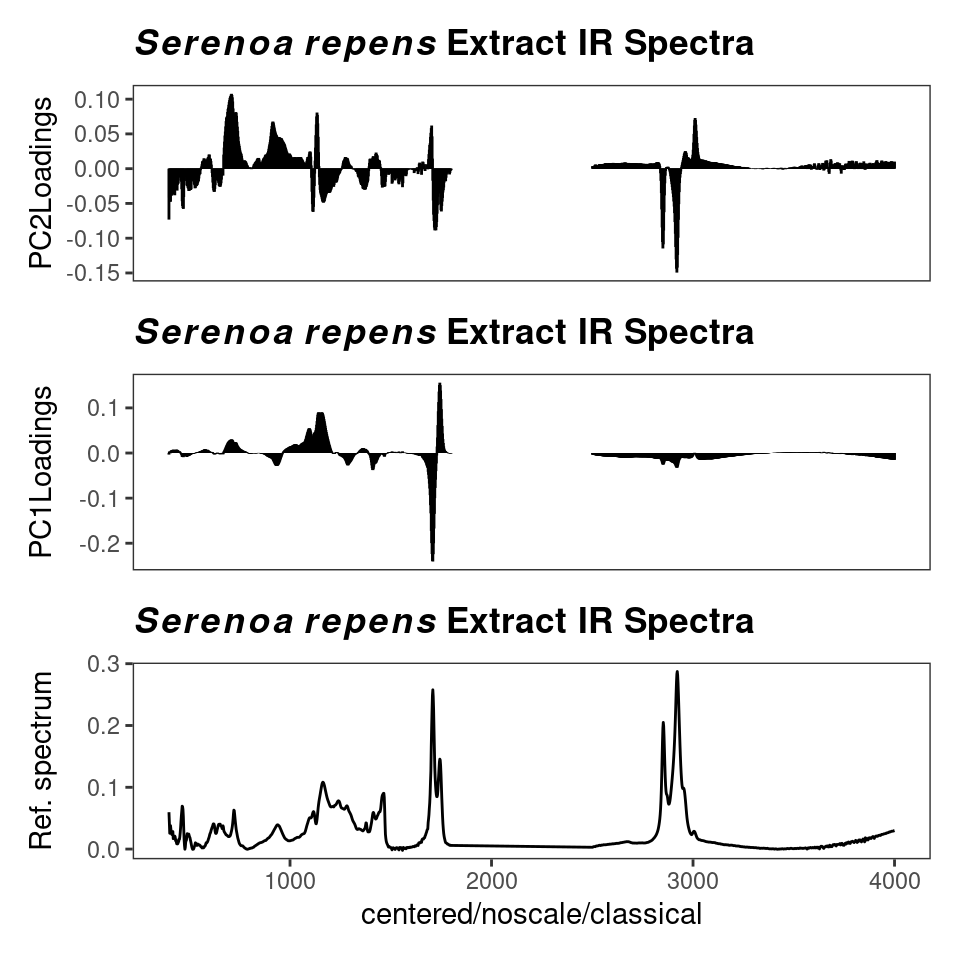 Serenoa repens Extract IR Spectra
PC2Loadings
0.10
0.05
0.00
-0.05
-0.10
-0.15
Serenoa repens Extract IR Spectra
PC1Loadings
0.1
0.0
-0.1
-0.2
Serenoa repens Extract IR Spectra
Ref. spectrum
0.3
0.2
0.1
0.0
1000 2000 3000 4000
centered/noscale/classical